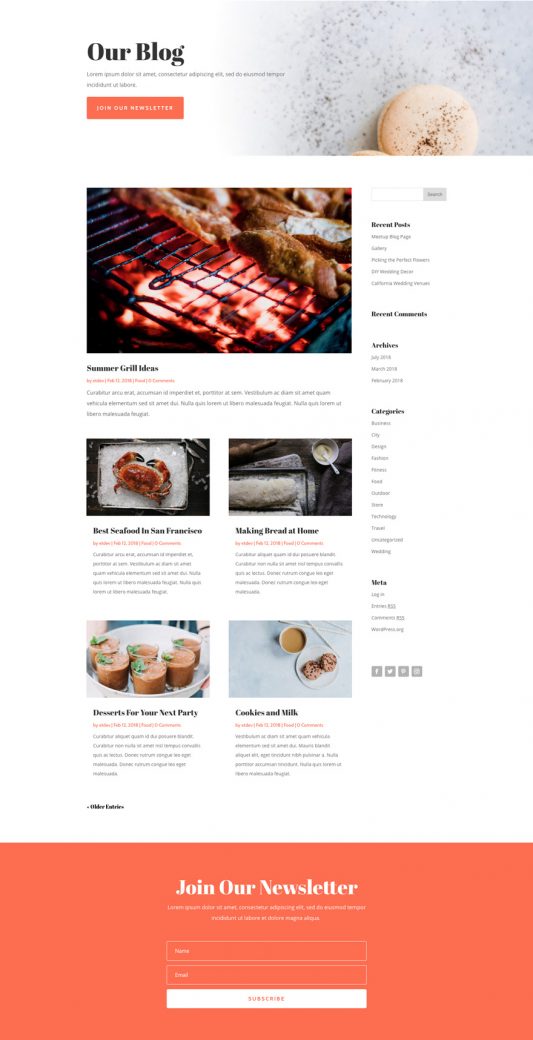 Our Blog
Lorem ipsum dolor sit amet, consectetur adipiscing elit, sed do eiusmod tempor
incididunt ut labore.
JOIN OUR NEWSLETTER
Search
Summer Grill Ideas
by etdev | Feb 12, 2018 | Food | 0 Comments
Curabitur arcu erat, accumsan id imperdiet et, porttitor at sem. Vestibulum ac diam sit amet quam
vehicula elementum sed sit amet dui. Nulla quis lorem ut libero malesuada feugiat. Nulla quis lorem
ut libero malesuada feugiat.
Best Seafood In San Francisco
by etdev | Feb 12, 2018 | Food | 0 Comments
Curabitur arcu erat, accumsan id imperdiet et,
porttitor at sem. Vestibulum ac diam sit amet
quam vehicula elementum sed sit amet dui. Nulla
quis lorem ut libero malesuada feugiat. Nulla quis
lorem ut libero malesuada feugiat.
Making Bread at Home
by etdev | Feb 12, 2018 | Food | 0 Comments
Curabitur aliquet quam id dui posuere blandit.
Curabitur non nulla sit amet nisl tempus convallis
quis ac lectus. Donec rutrum congue leo eget
malesuada. Donec rutrum congue leo eget
malesuada.
Desserts For Your Next Party
by etdev | Feb 12, 2018 | Food | 0 Comments
Curabitur aliquet quam id dui posuere blandit.
Curabitur non nulla sit amet nisl tempus convallis
quis ac lectus. Donec rutrum congue leo eget
malesuada. Donec rutrum congue leo eget
malesuada.
Cookies and Milk
by etdev | Feb 12, 2018 | Food | 0 Comments
Vestibulum ac diam sit amet quam vehicula
elementum sed sit amet dui. Mauris blandit
aliquet elit, eget tincidunt nibh pulvinar a. Nulla
porttitor accumsan tincidunt. Nulla quis lorem ut
libero malesuada feugiat.
« Older Entries
Recent Posts
Meetup Blog Page
Gallery
Picking the Perfect Flowers
DIY Wedding Decor
California Wedding Venues
Recent Comments
Archives
July 2018
March 2018
February 2018
Categories
Business
City
Design
Fashion
Fitness
Food
Outdoor
Store
Technology
Travel
Uncategorized
Wedding
Meta
Log in
Entries RSS
Comments RSS
WordPress.org
Join Our Newsletter
Lorem ipsum dolor sit amet, consectetur adipiscing elit, sed do eiusmod tempor
incididunt ut labore et dolore magna aliqua.
Name
Email
SUBSCRIBE